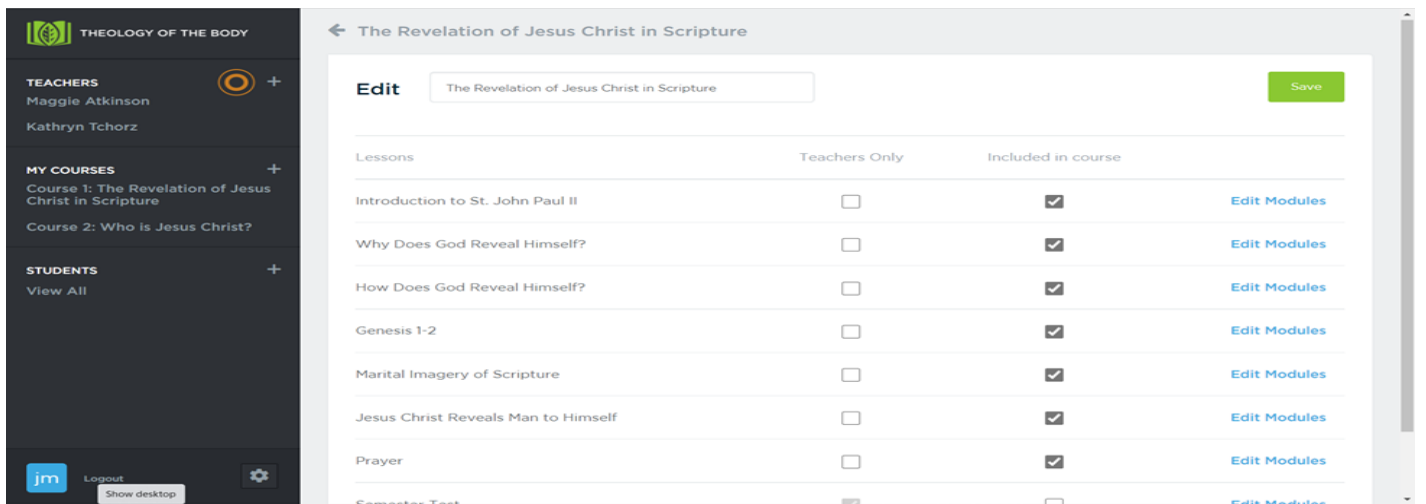 THEOLOGY OF THE BODY
TEACHERS +
Maggie Atkinson
Kathryn Tchorz
MY COURSES +
Course 1: The Revelation of Jesus
Christ in Scripture
Course 2: Who is Jesus Christ?
STUDENTS +
View All
jm Logout
Show desktop
The Revelation of Jesus Christ in Scripture
Edit The Revelation of Jesus Christ in Scripture Save
Lessons Teachers Only Included in course
Introduction to St. John Paul II Edit Modules
Why Does God Reveal Himself? Edit Modules
How Does God Reveal Himself? Edit Modules
Genesis 1-2 Edit Modules
Marital Imagery of Scripture Edit Modules
Jesus Christ Reveals Man to Himself Edit Modules
Prayer Edit Modules
Semester Test Edit Modules